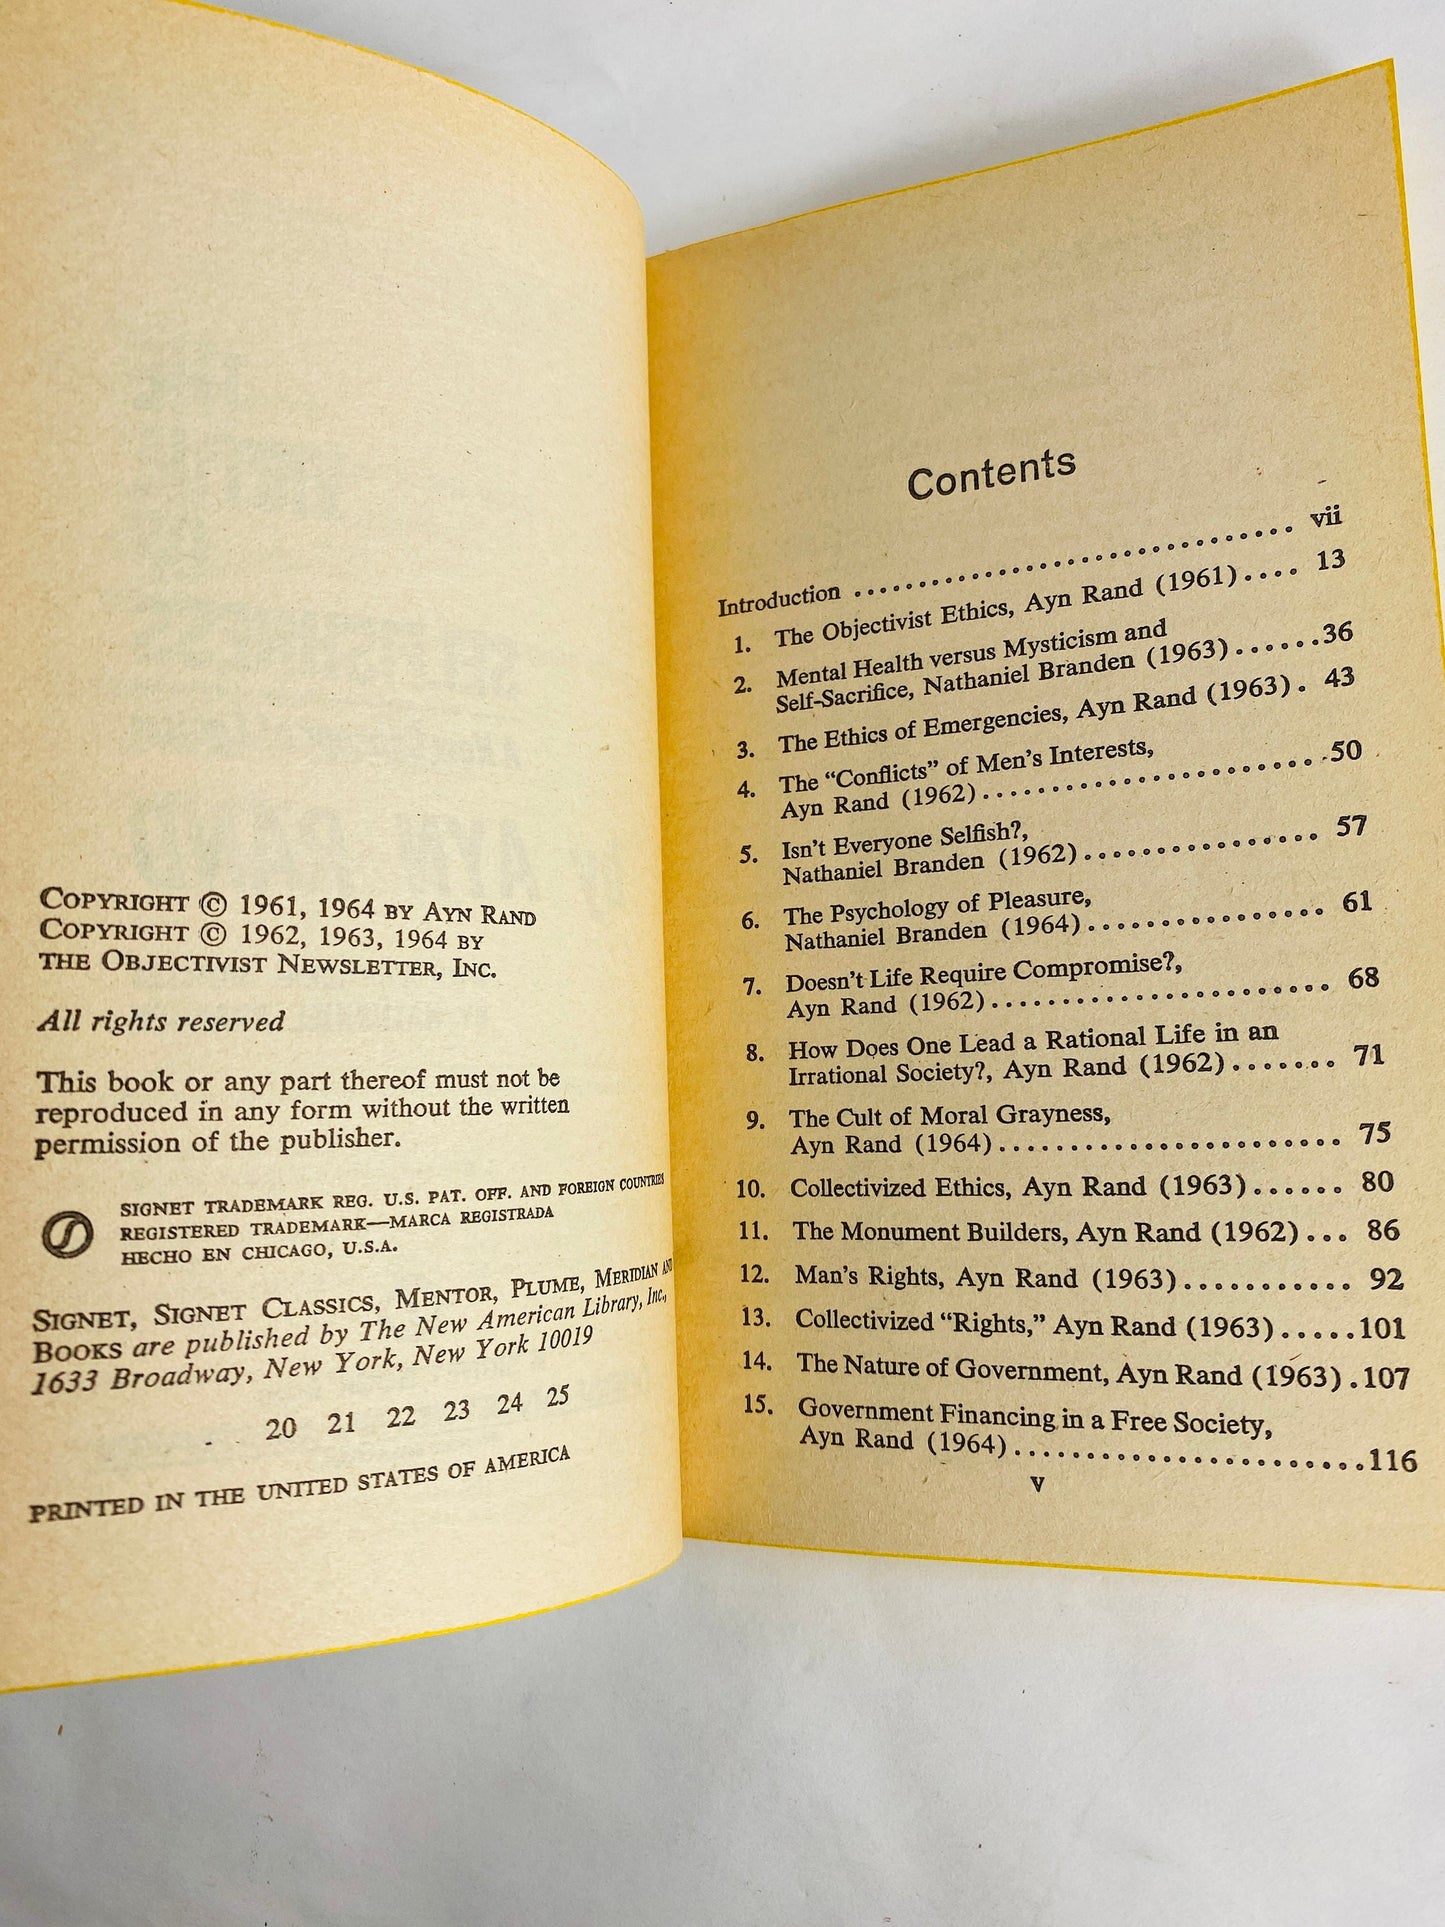 COPYRIGHT © 1961, 1964 BY AYN RAND
COPYRIGHT © 1962, 1963, 1964 BY
THE OBJECTIVIST NEWSLETTER, INC.
All rights reserved
This book or any part thereof must not be
reproduced in any form without the written
permission of the publisher.
SIGNET TRADEMARK REG. U.S. PAT. OFF. AND FOREIGN COUNTRIES
REGISTERED TRADEMARK—MARCA REGISTRADA
HECHO EN CHICAGO, U.S.A.
SIGNET, SIGNET CLASSICS, MENTOR, PLUME, MERIDIAN AND
BOOKS are published by The New American Library, Inc.,
1633 Broadway, New York, New York 10019
20 21 22 23 24 25
PRINTED IN THE UNITED STATES OF AMERICA
Contents
Introduction .............................. vii
1. The Objectivist Ethics, Ayn Rand (1961).... 13
2. Mental Health versus Mysticism and
Self-Sacrifice, Nathaniel Branden (1963)......36
3. The Ethics of Emergencies, Ayn Rand (1963). 43
4. The “Conflicts” of Men's Interests,
Ayn Rand (1962)........................50
5. Isn't Everyone Selfish?,
Nathaniel Branden (1962)................ 57
6. The Psychology of Pleasure,
Nathaniel Branden (1964)................ 61
7. Doesn't Life Require Compromise?,
Ayn Rand (1962)........................ 68
8. How Does One Lead a Rational Life in an
Irrational Society?, Ayn Rand (1962)....... 71
9. The Cult of Moral Grayness,
Ayn Rand (1964)........................ 75
10. Collectivized Ethics, Ayn Rand (1963)...... 80
11. The Monument Builders, Ayn Rand (1962)... 86
12. Man's Rights, Ayn Rand (1963)........... 92
13. Collectivized “Rights,” Ayn Rand (1963).....101
14. The Nature of Government, Ayn Rand (1963).107
15. Government Financing in a Free Society,
Ayn Rand (1964)........................116
v